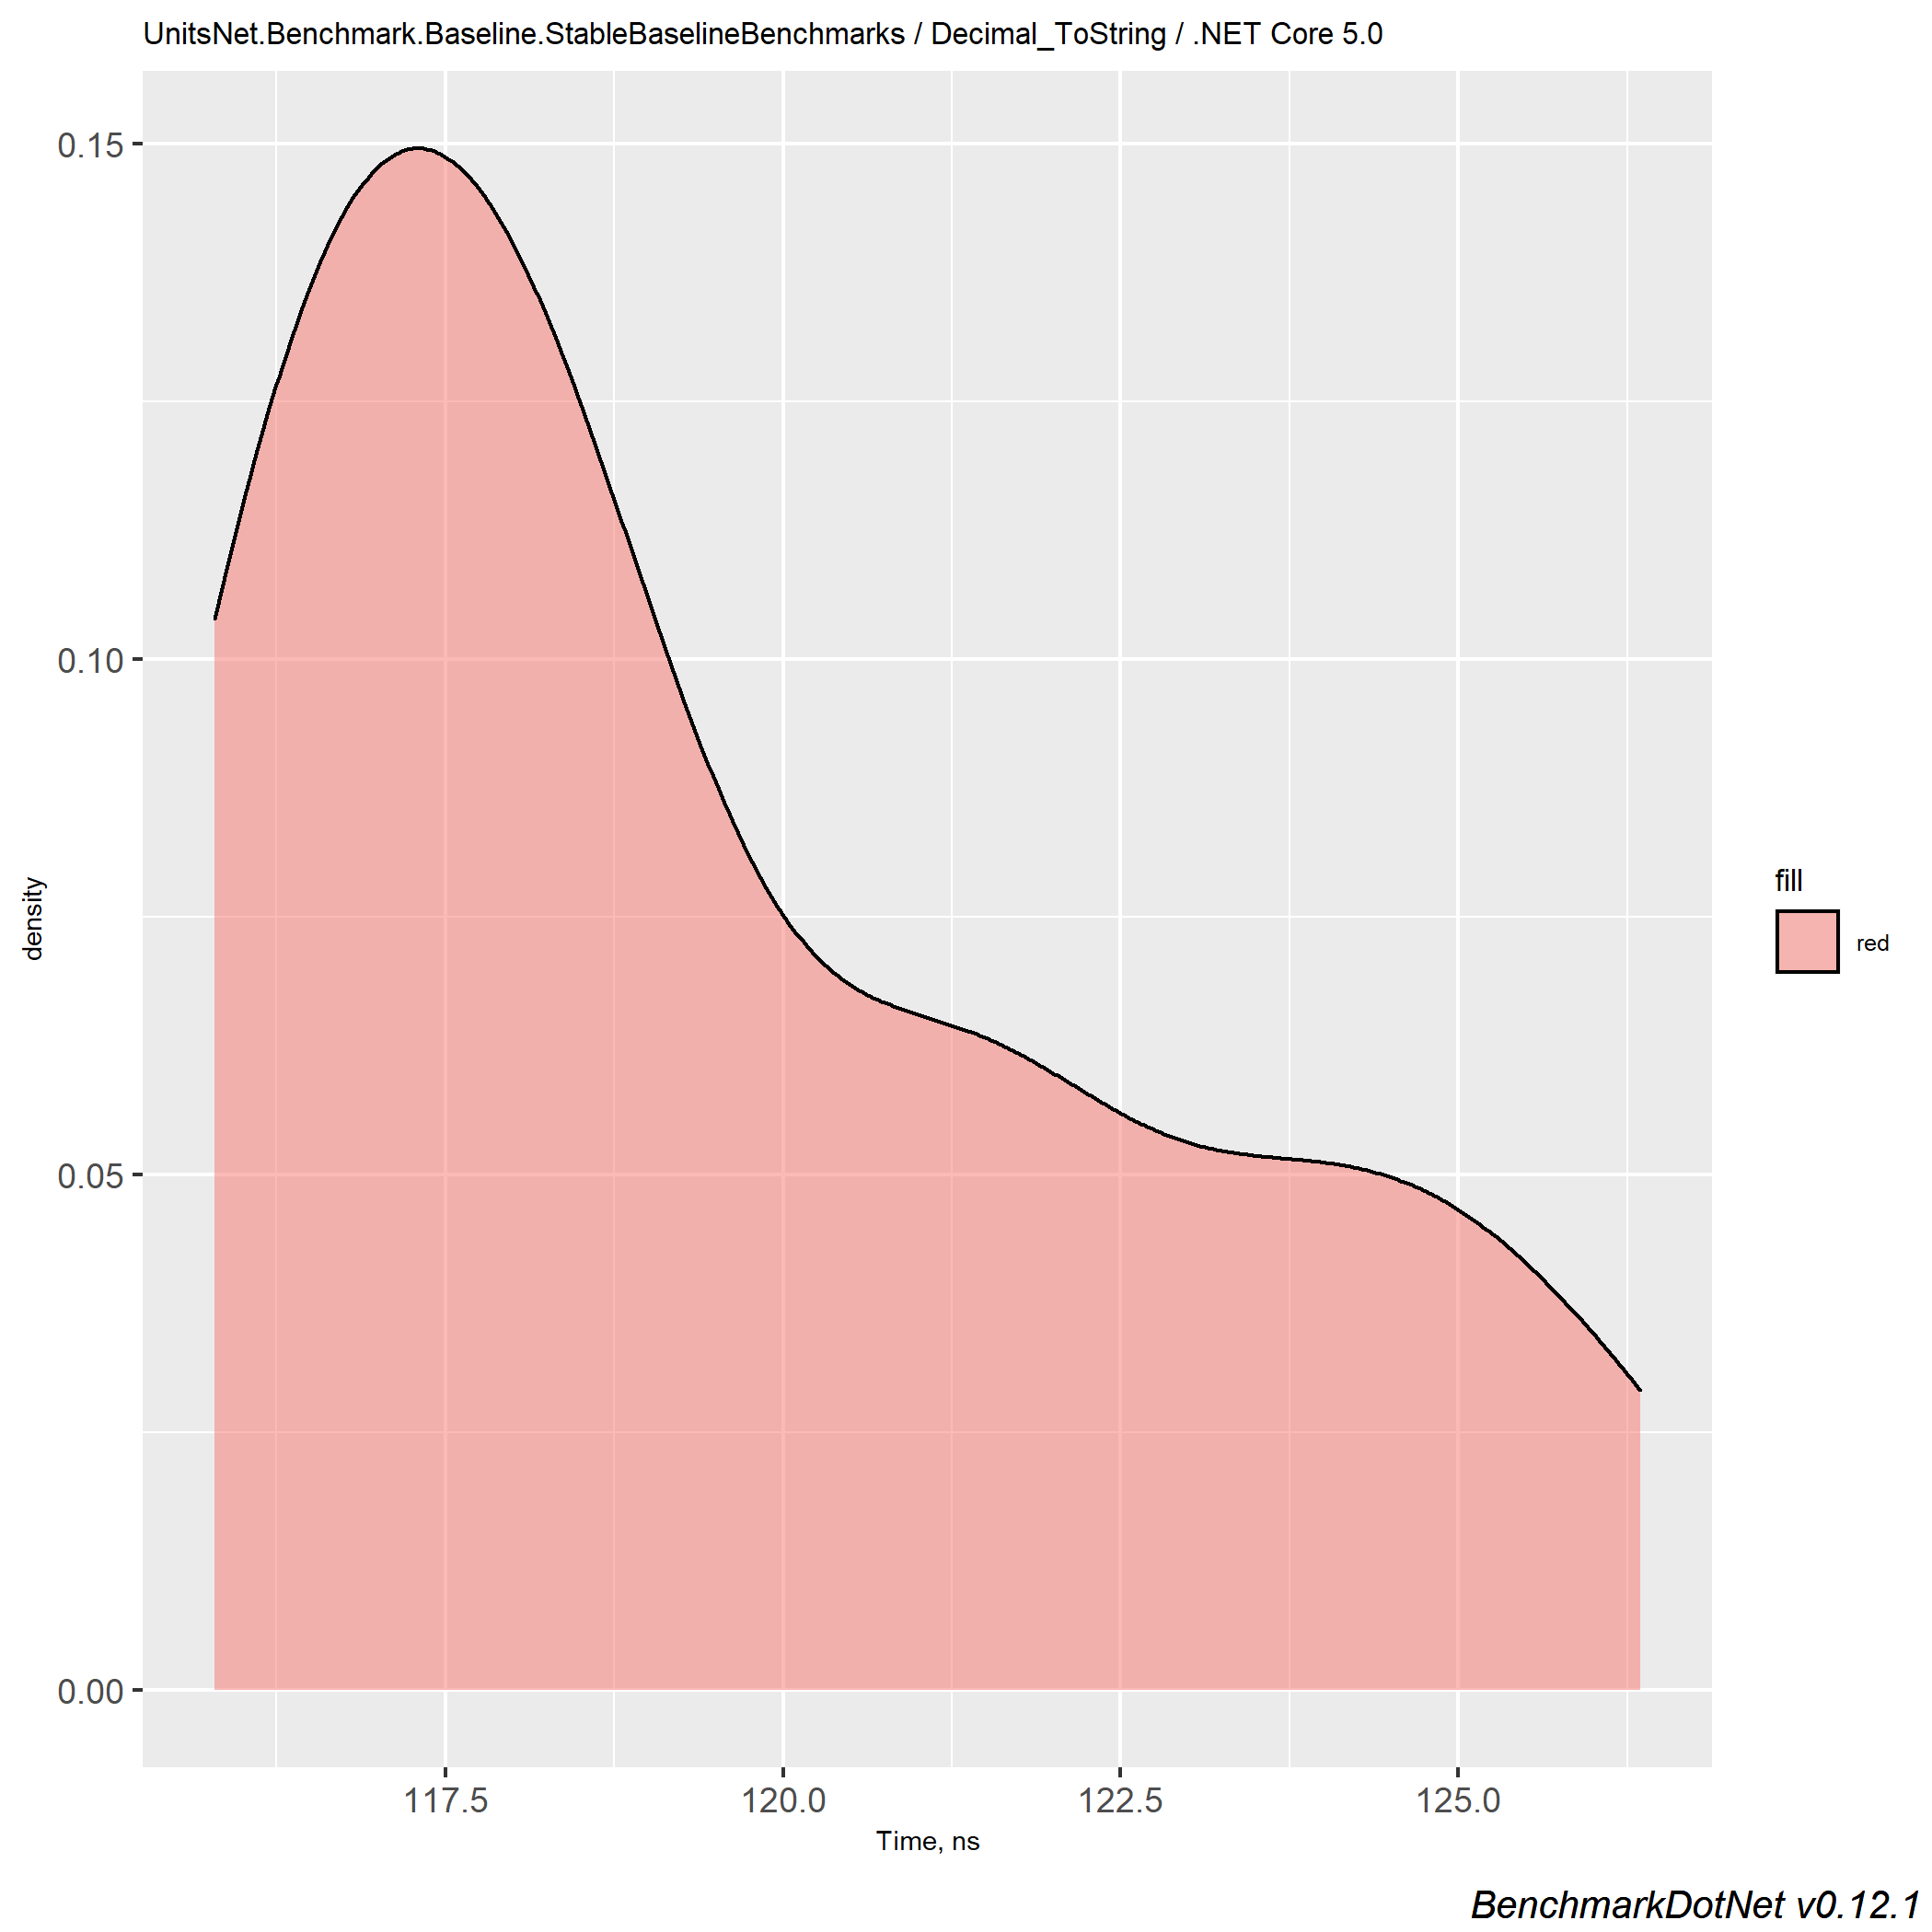 UnitsNet.Benchmark.Baseline.StableBaselineBenchmarks / Decimal_ToString / .NET Core 5.0
0.15
0.10
0.05
0.00
density
117.5 120.0 122.5 125.0
Time, ns
fill
red
BenchmarkDotNet v0.12.1